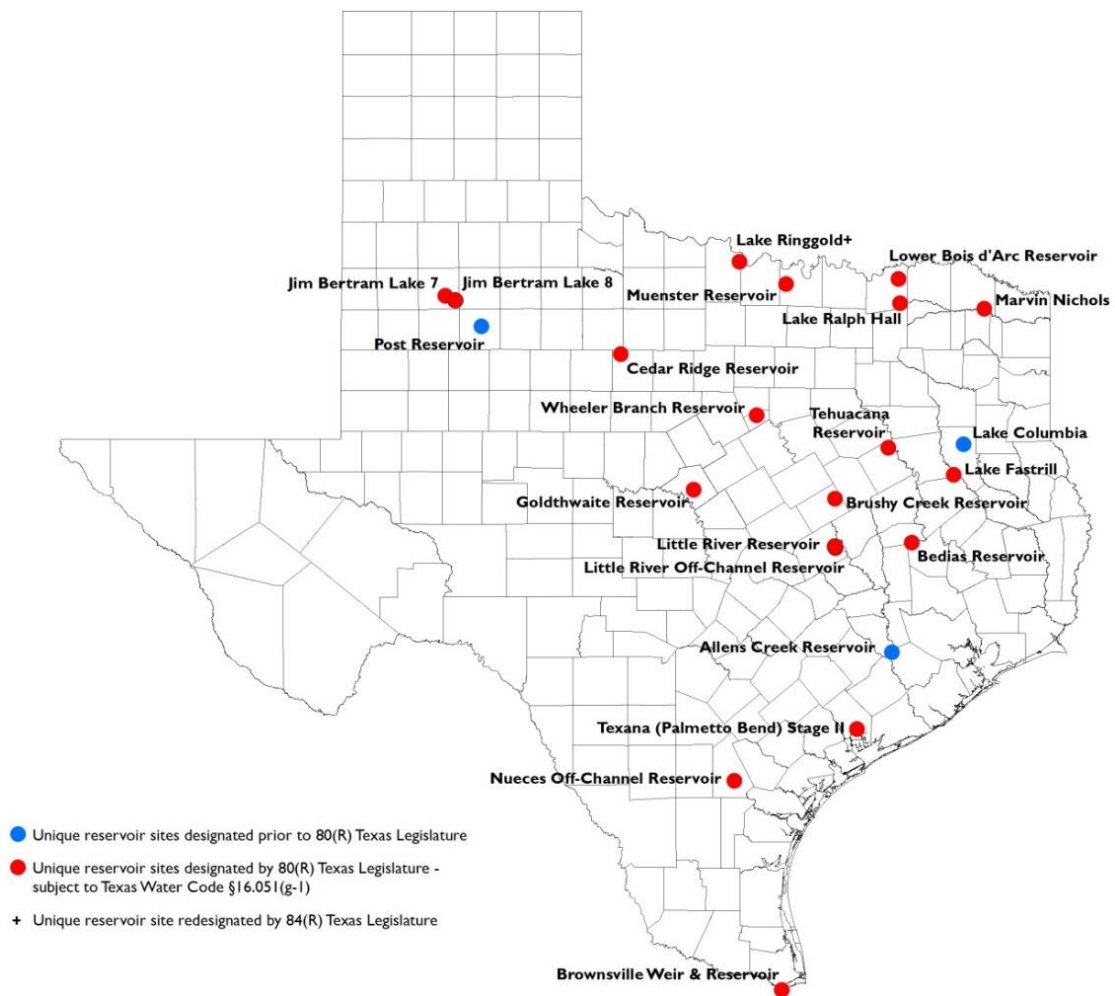 Lake Ringgold+
Lower Bois d'Arc Reservoir
Jim Bertram Lake 7
Jim Bertram Lake 8
Muenster Reservoir
Marvin Nichols
Lake Ralph Hall
Post Reservoir
Cedar Ridge Reservoir
Wheeler Branch Reservoir
Tehuacana
Reservoir
Lake Columbia
Lake Fastrill
Goldthwaite Reservoir
Brushy Creek Reservoir
Little River Reservoir
Bedias Reservoir
Little River Off-Channel Reservoir
Allens Creek Reservoir
Texana (Palmetto Bend) Stage II
Nueces Off-Channel Reservoir
Unique reservoir sites designated prior to 80(R) Texas Legislature
Unique reservoir sites designated by 80(R) Texas Legislature -
subject to Texas Water Code §16.051(g-1)
+ Unique reservoir site redesignated by 84(R) Texas Legislature
Brownsville Weir & Reservoir